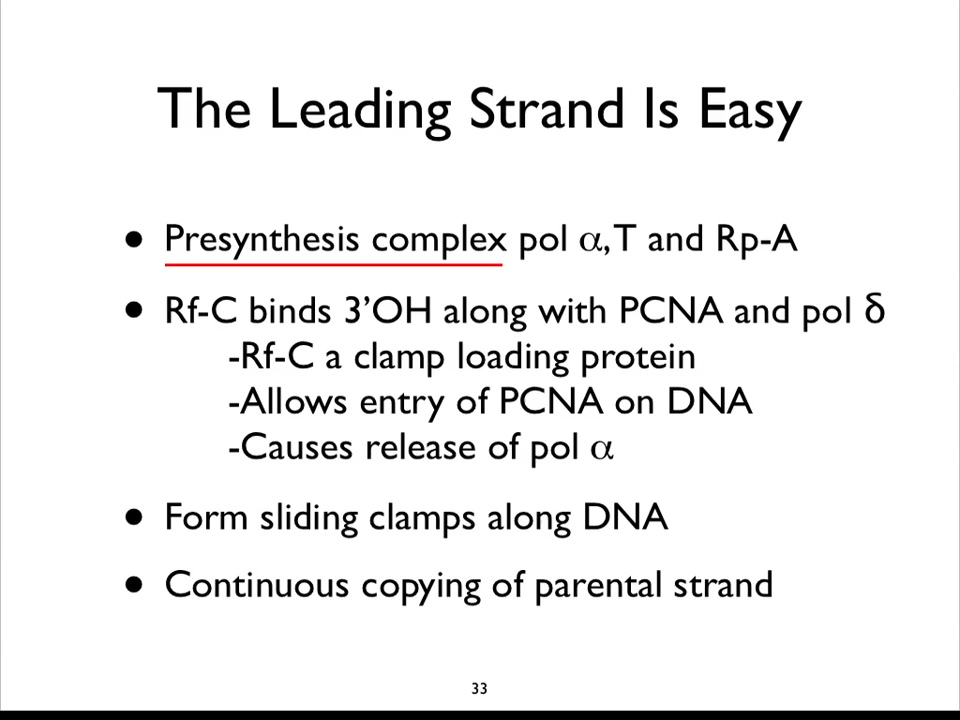 The Leading Strand Is Easy
• Presynthesis complex pol α, T and Rp-A
• Rf-C binds 3’OH along with PCNA and pol δ
-Rf-C a clamp loading protein
-Allows entry of PCNA on DNA
-Causes release of pol α
• Form sliding clamps along DNA
• Continuous copying of parental strand
33